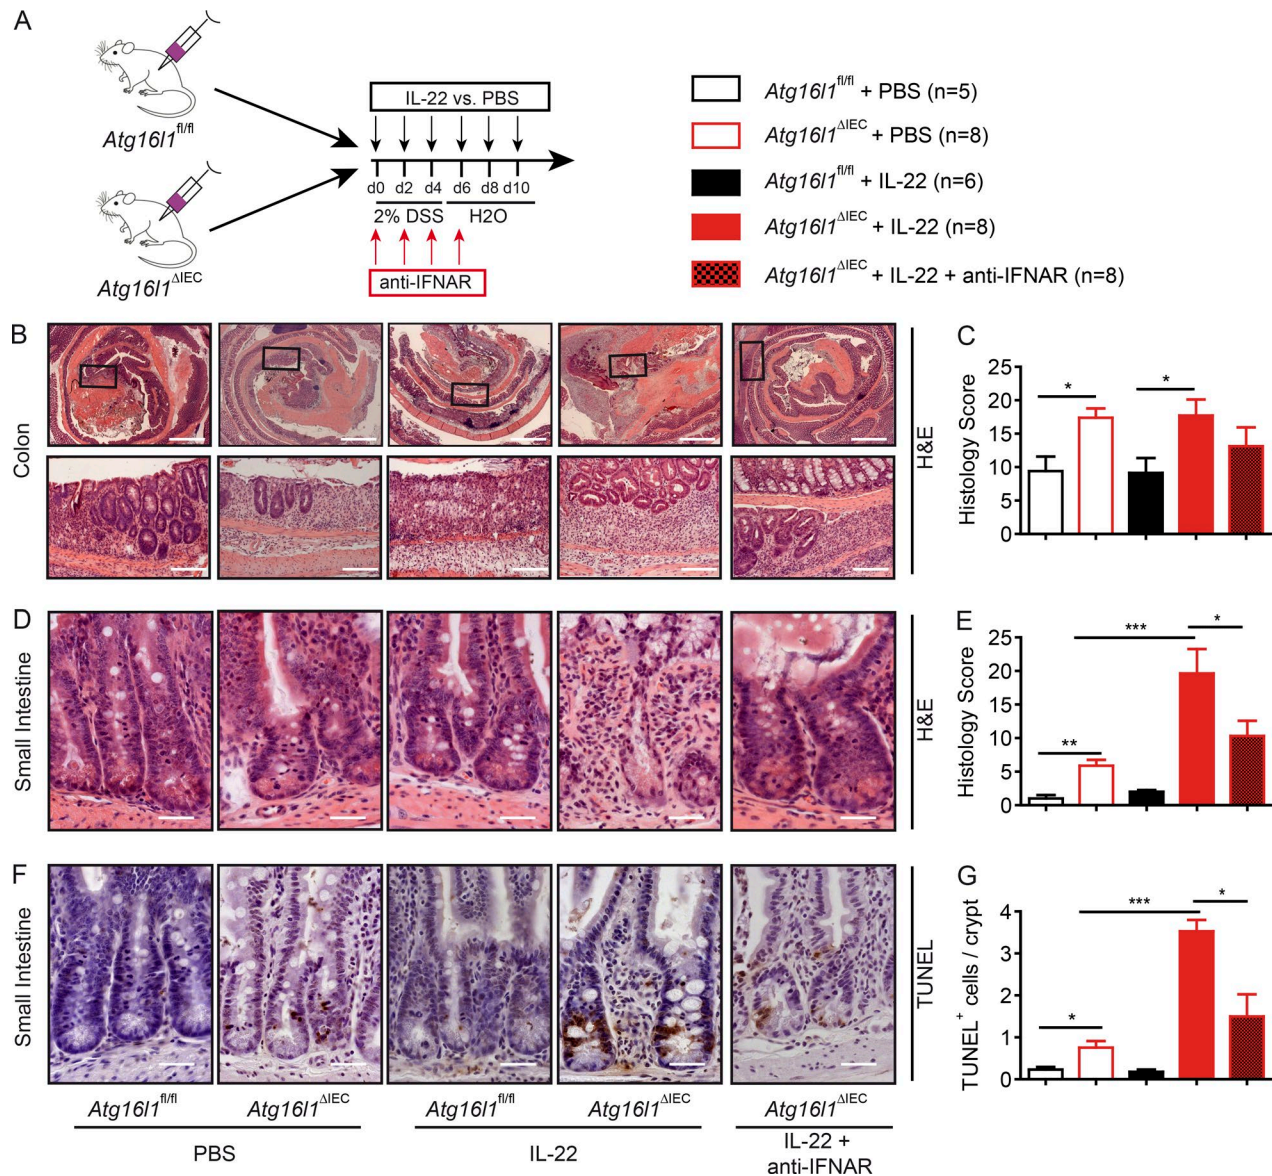 A
Atg16l1fl/fl
Atg16l1ΔIEC
IL-22 vs. PBS
d0 d2 d4 d6 d8 d10
2% DSS H2O
anti-IFNAR
Atg16l1fl/fl + PBS (n=5)
Atg16l1ΔIEC + PBS (n=8)
Atg16l1fl/fl + IL-22 (n=6)
Atg16l1ΔIEC + IL-22 (n=8)
Atg16l1ΔIEC + IL-22 + anti-IFNAR (n=8)
B
Colon
H&E
C
Histology Score
25
20
15
10
5
0
*
*
D
Small Intestine
H&E
E
Histology Score
25
20
15
10
5
0
**
***
*
F
Small Intestine
TUNEL
G
TUNEL+ cells / crypt
4
3
2
1
0
*
***
*
Atg16l1fl/fl
Atg16l1ΔIEC
Atg16l1fl/fl
Atg16l1ΔIEC
Atg16l1ΔIEC
PBS
IL-22
IL-22 +
anti-IFNAR